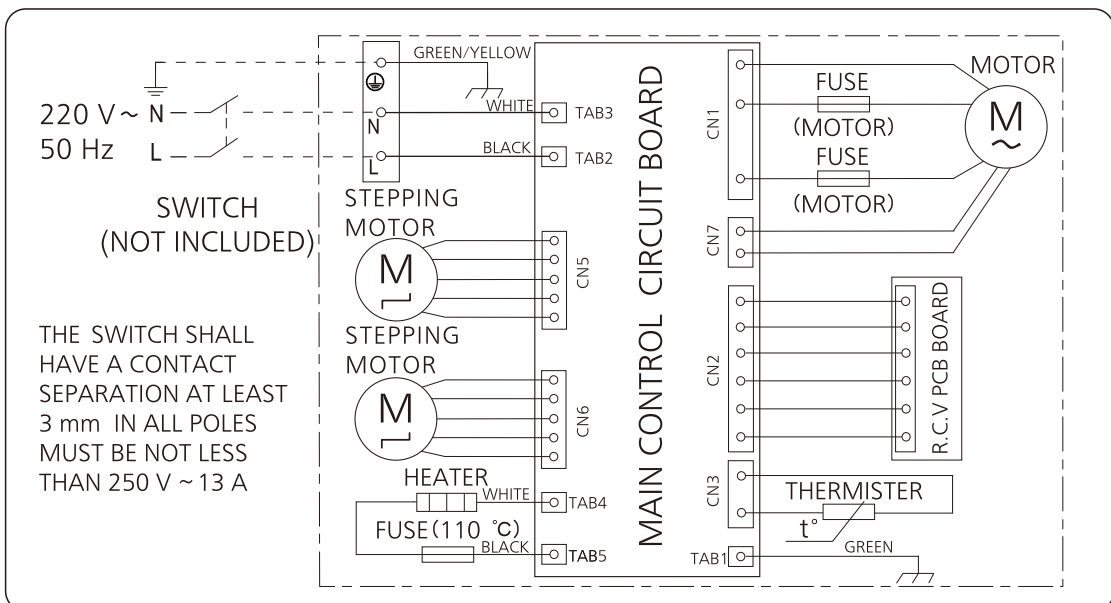 220 V ~ N
50 Hz L
SWITCH
(NOT INCLUDED)
THE SWITCH SHALL
HAVE A CONTACT
SEPARATION AT LEAST
3 mm IN ALL POLES
MUST BE NOT LESS
THAN 250 V ~ 13 A
GREEN/YELLOW
N
WHITE
TAB3
L
BLACK
TAB2
STEPPING
MOTOR
M
CN5
STEPPING
MOTOR
M
CN6
HEATER
WHITE
TAB4
FUSE(110 ℃)
BLACK
TAB5
MAIN CONTROL CIRCUIT BOARD
CN1
FUSE
(MOTOR)
FUSE
(MOTOR)
MOTOR
M
~
CN7
CN2
R.C.V PCB BOARD
CN3
THERMISTER
t°
TAB1
GREEN